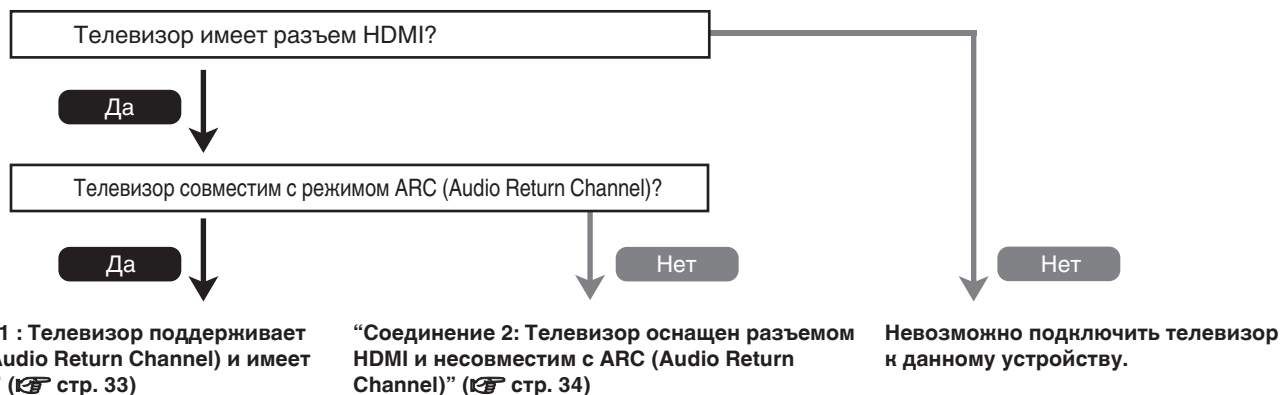 Телевизор имеет разъем HDMI?
Да
Телевизор совместим с режимом ARC (Audio Return Channel)?
Да
Нет
Нет
1 : Телевизор поддерживает
Audio Return Channel) и имеет
” (☞ стр. 33)
“Соединение 2: Телевизор оснащен разъемом
HDMI и несовместим с ARC (Audio Return
Channel)” (☞ стр. 34)
Невозможно подключить телевизор
к данному устройству.